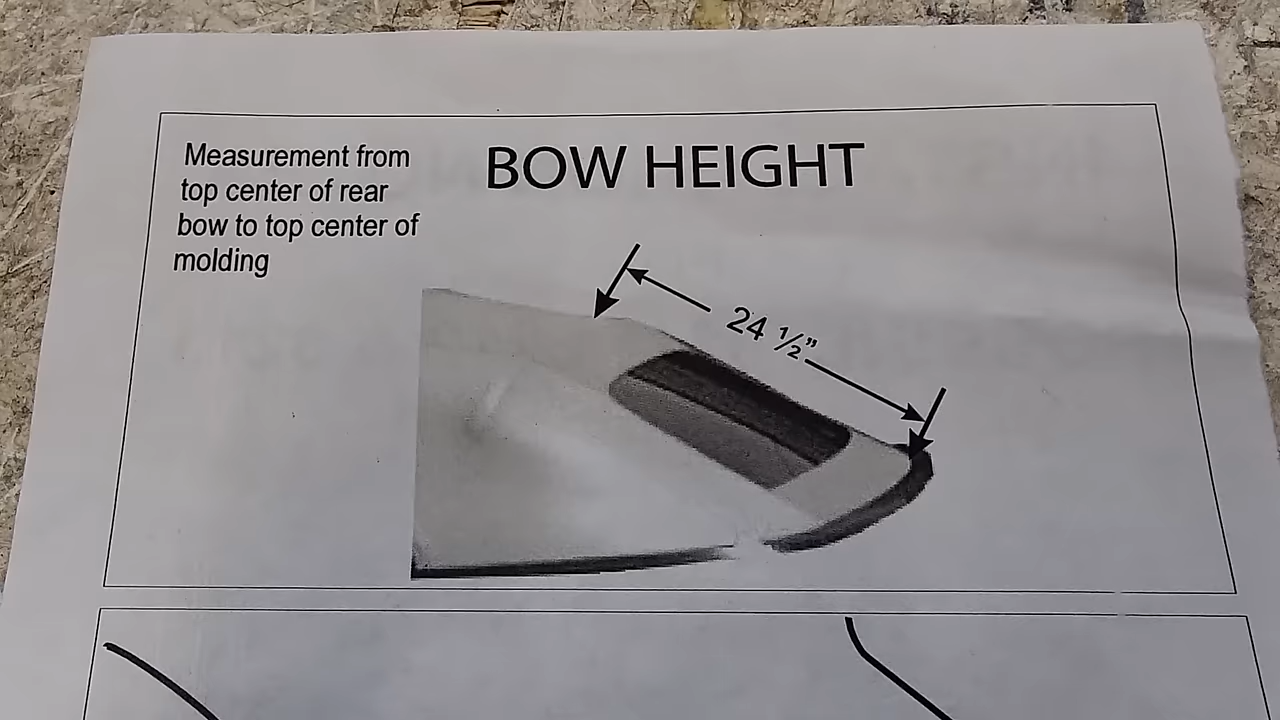 Measurement from
top center of rear
bow to top center of
molding
BOW HEIGHT
24 ½”